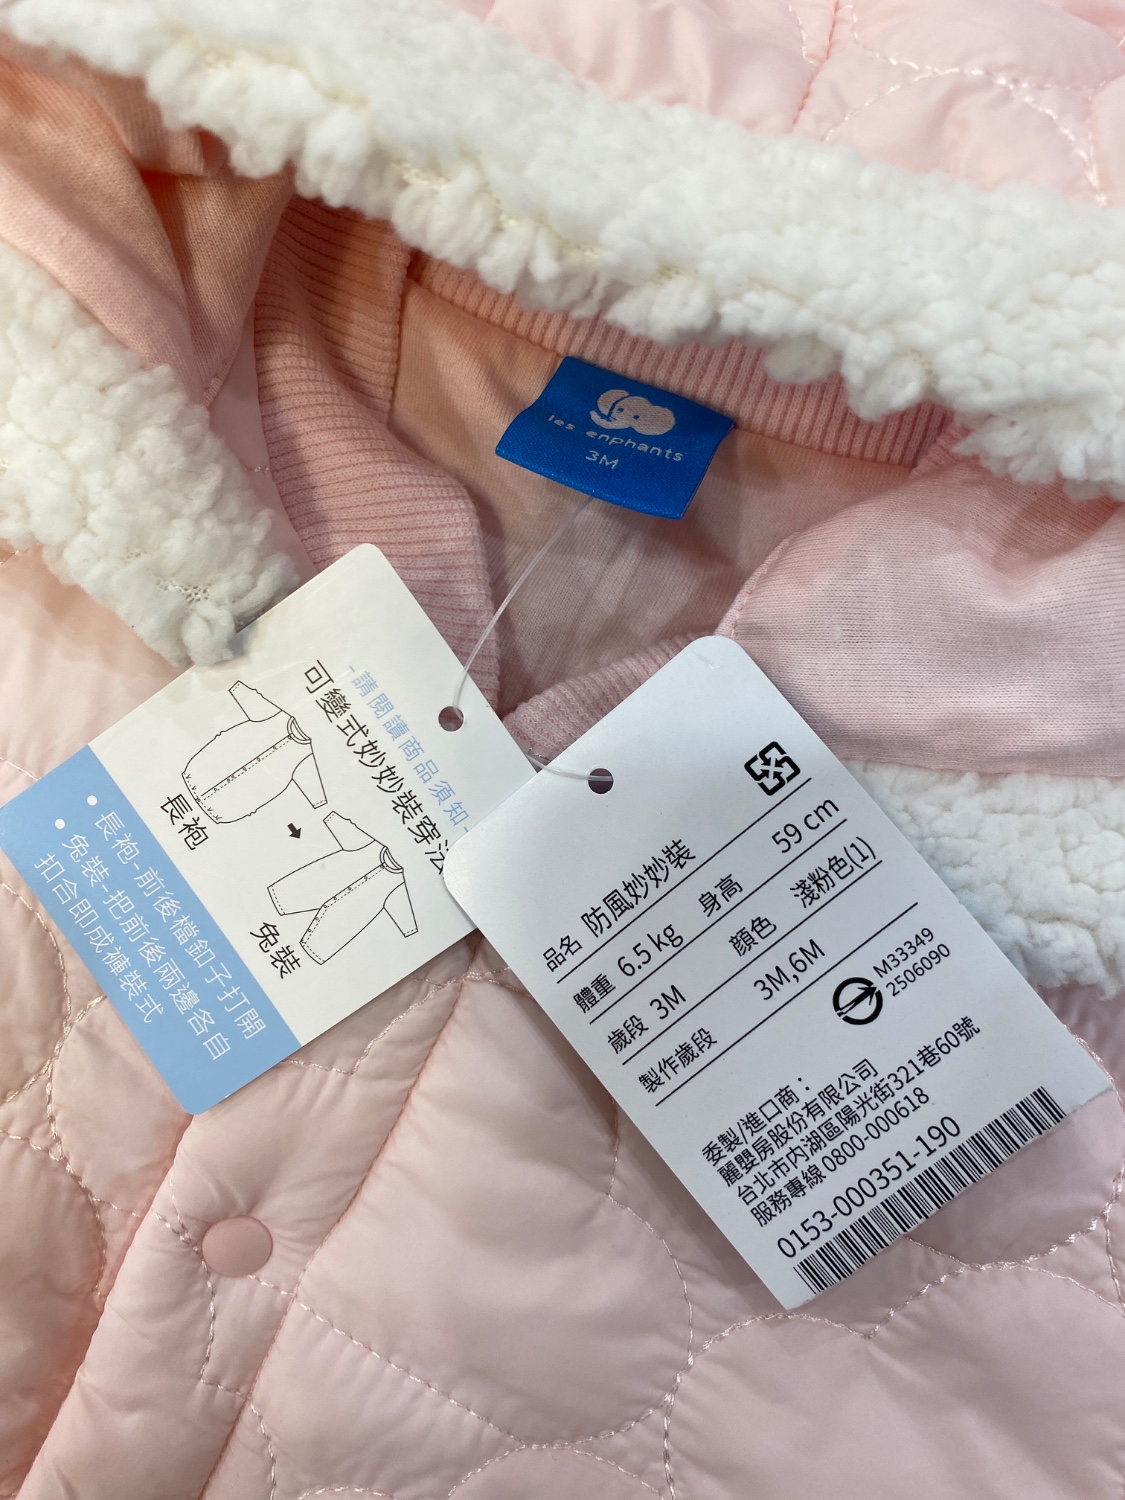 les enphants
3M
-請閱讀商品須知-
可變式妙妙裝穿法
長袍
兔裝
• 長袍-前後檔釦子打開
• 兔裝-把前後兩邊各自
扣合即成褲裝式
品名 防風妙妙裝
體重 6.5 kg 身高 59 cm
歲段 3M 顏色 淺粉色(1)
製作歲段 3M,6M
M33349
2506090
委製/進口商：
麗嬰房股份有限公司
台北市內湖區陽光街321巷60號
服務專線 0800-000618
0153-000351-190